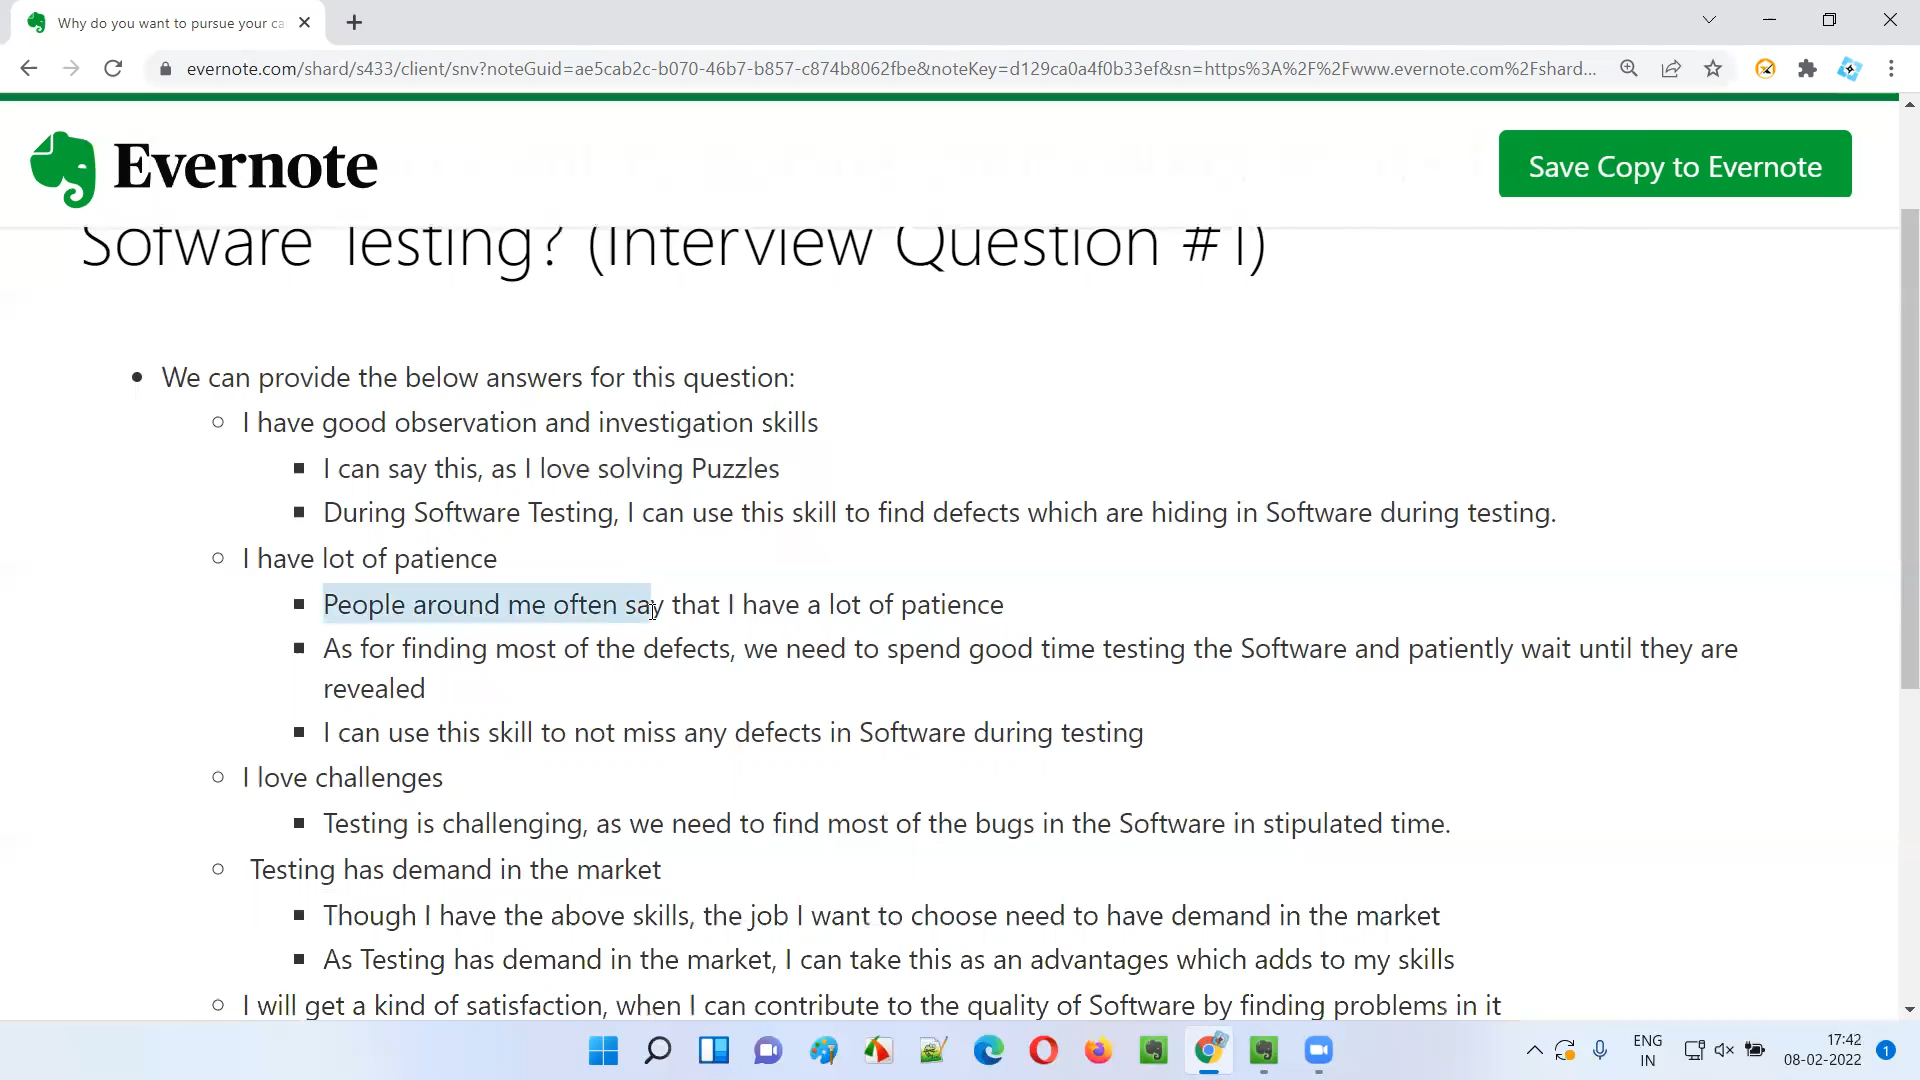 Why do you want to pursue your ca
evernote.com/shard/s433/client/snv?noteGuid=ae5cab2c-b070-46b7-b857-c874b8062fbe&noteKey=d129ca0a4f0b33ef&sn=https%3A%2F%2Fwww.evernote.com%2Fshard...
Evernote
Save Copy to Evernote
Sofware Testing? (Interview Question #1)
We can provide the below answers for this question:
I have good observation and investigation skills
I can say this, as I love solving Puzzles
During Software Testing, I can use this skill to find defects which are hiding in Software during testing.
I have lot of patience
People around me often say that I have a lot of patience
As for finding most of the defects, we need to spend good time testing the Software and patiently wait until they are
revealed
I can use this skill to not miss any defects in Software during testing
I love challenges
Testing is challenging, as we need to find most of the bugs in the Software in stipulated time.
Testing has demand in the market
Though I have the above skills, the job I want to choose need to have demand in the market
As Testing has demand in the market, I can take this as an advantages which adds to my skills
I will get a kind of satisfaction, when I can contribute to the quality of Software by finding problems in it
ENG
IN
17:42
08-02-2022
1